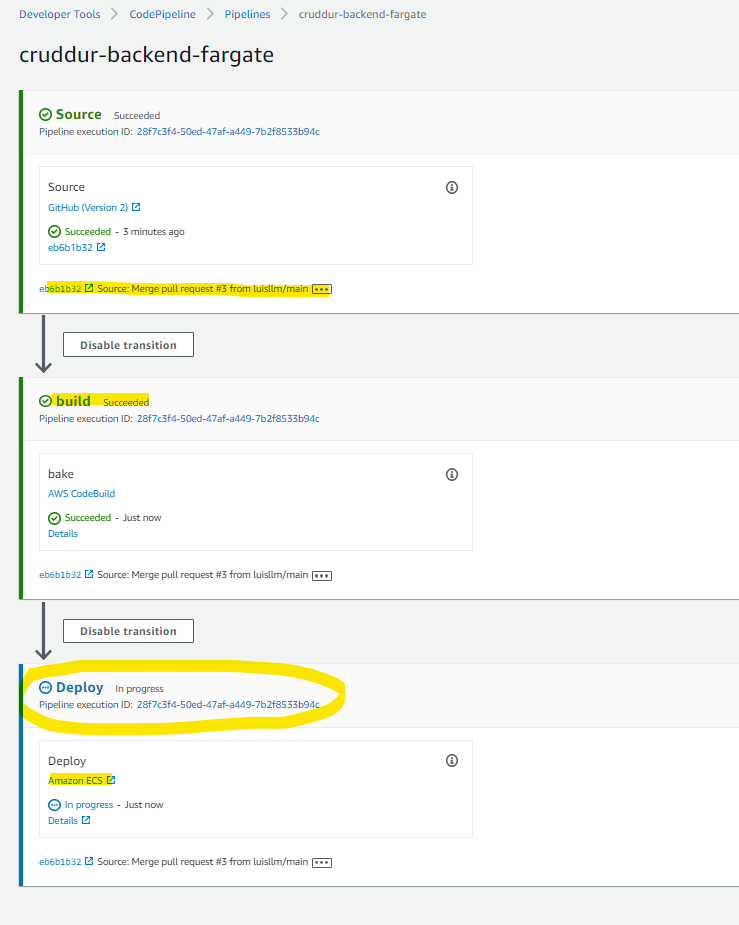 Developer Tools > CodePipeline > Pipelines > cruddur-backend-fargate
cruddur-backend-fargate
Source Succeeded
Pipeline execution ID: 28f7c3f4-50ed-47af-a449-7b2f8533b94c
Source
GitHub (Version 2)
Succeeded - 3 minutes ago
eb6b1b32
eb6b1b32 Source: Merge pull request #3 from luisllm/main
Disable transition
build Succeeded
Pipeline execution ID: 28f7c3f4-50ed-47af-a449-7b2f8533b94c
bake
AWS CodeBuild
Succeeded - Just now
Details
eb6b1b32 Source: Merge pull request #3 from luisllm/main
Disable transition
Deploy In progress
Pipeline execution ID: 28f7c3f4-50ed-47af-a449-7b2f8533b94c
Deploy
Amazon ECS
In progress - Just now
Details
eb6b1b32 Source: Merge pull request #3 from luisllm/main